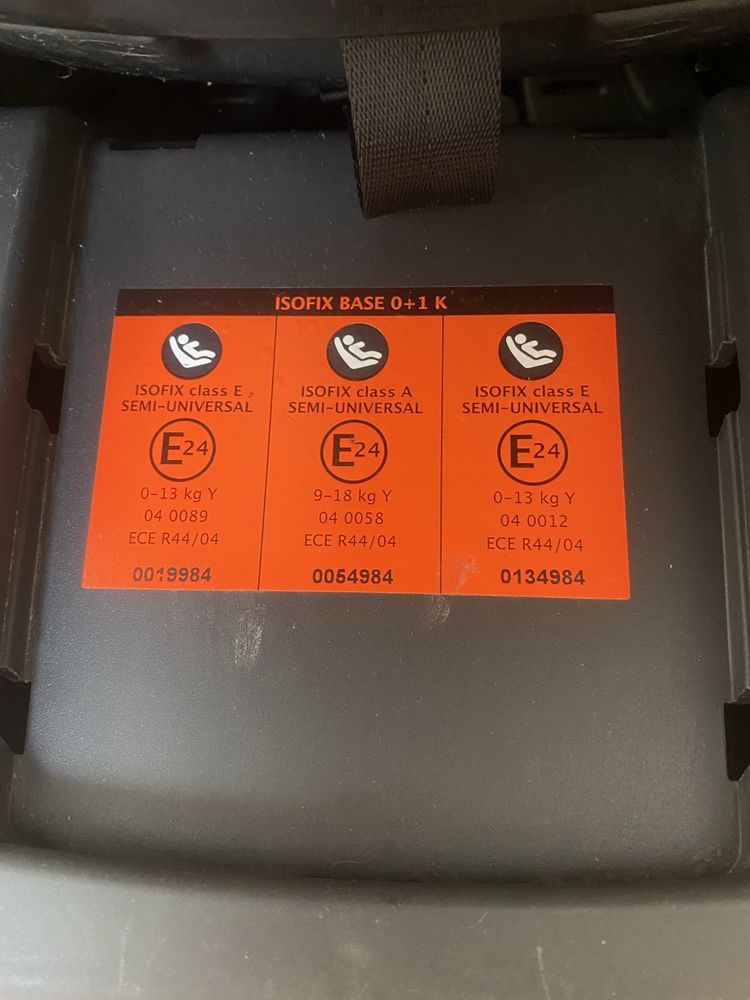 ISOFIX BASE 0+1 K
ISOFIX class E
SEMI-UNIVERSAL
E24
0-13 kg Y
04 0089
ECE R44/04
0019984
ISOFIX class A
SEMI-UNIVERSAL
E24
9-18 kg Y
04 0058
ECE R44/04
0054984
ISOFIX class E
SEMI-UNIVERSAL
E24
0-13 kg Y
04 0012
ECE R44/04
0134984